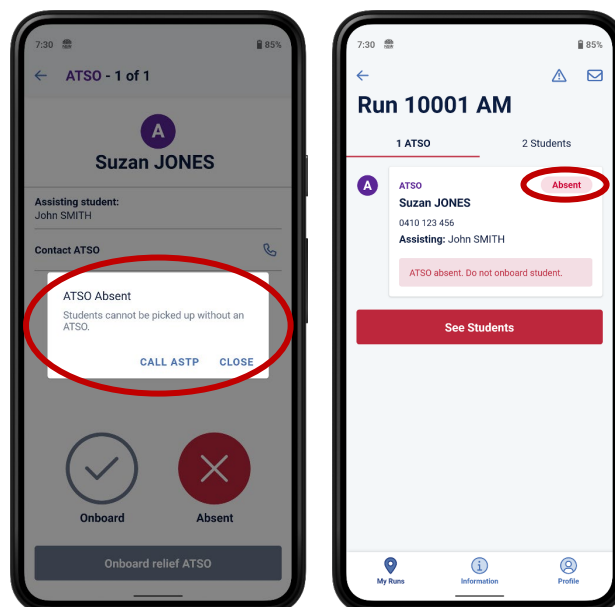 7:30
85%
ATSO - 1 of 1
A
Suzan JONES
Assisting student:
John SMITH
Contact ATSO
ATSO Absent
Students cannot be picked up without an
ATSO.
CALL ASTP CLOSE
Onboard Absent
Onboard relief ATSO
7:30
85%
Run 10001 AM
1 ATSO 2 Students
A
ATSO
Absent
Suzan JONES
0410 123 456
Assisting: John SMITH
ATSO absent. Do not onboard student.
See Students
My Runs Information Profile